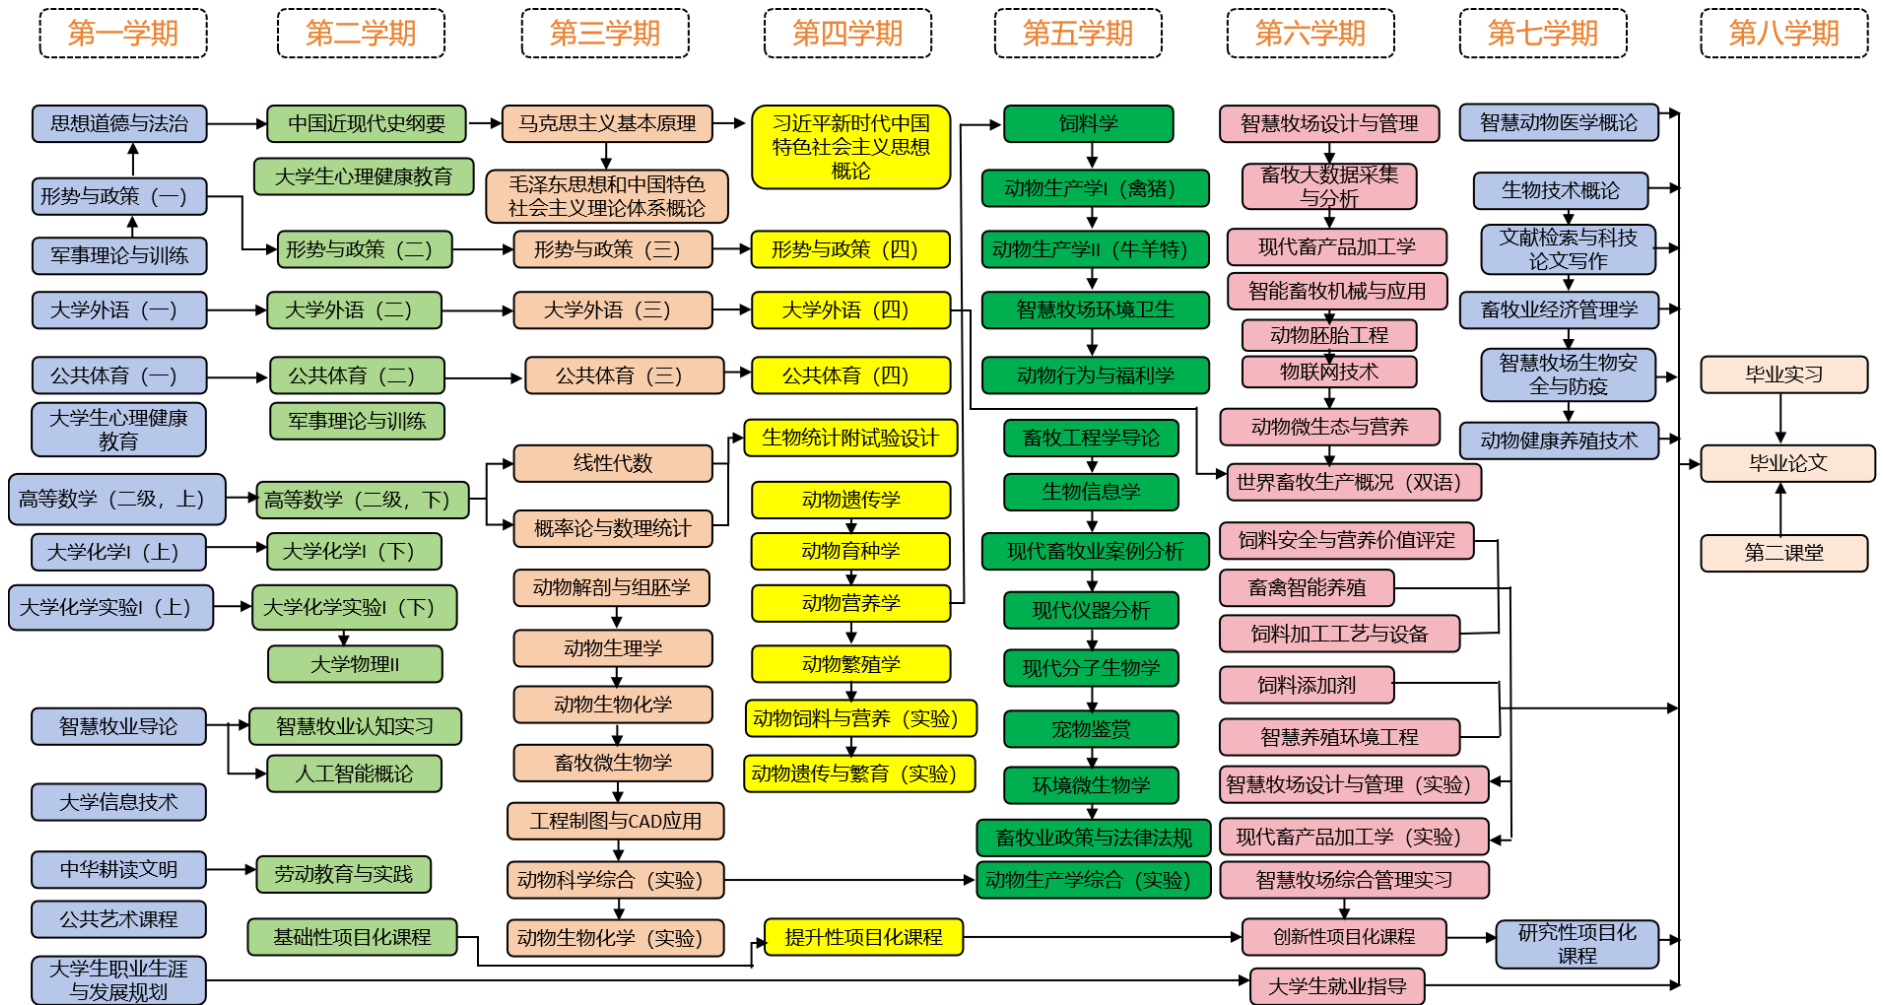 第一学期
第二学期
第三学期
第四学期
第五学期
第六学期
第七学期
第八学期
思想道德与法治
形势与政策（一）
军事理论与训练
大学外语（一）
公共体育（一）
大学生心理健康
教育
高等数学（二级，上）
大学化学I（上）
大学化学实验I（上）
智慧牧业导论
大学信息技术
中华耕读文明
公共艺术课程
大学生职业生涯
与发展规划
中国近现代史纲要
大学生心理健康教育
形势与政策（二）
大学外语（二）
公共体育（二）
军事理论与训练
高等数学（二级，下）
大学化学I（下）
大学化学实验I（下）
大学物理II
智慧牧业认知实习
人工智能概论
劳动教育与实践
基础性项目化课程
马克思主义基本原理
毛泽东思想和中国特色
社会主义理论体系概论
形势与政策（三）
大学外语（三）
公共体育（三）
线性代数
概率论与数理统计
动物解剖与组胚学
动物生理学
动物生物化学
畜牧微生物学
工程制图与CAD应用
动物科学综合（实验）
动物生物化学（实验）
习近平新时代中国
特色社会主义思想
概论
形势与政策（四）
大学外语（四）
公共体育（四）
生物统计附试验设计
动物遗传学
动物育种学
动物营养学
动物繁殖学
动物饲料与营养（实验）
动物遗传与繁育（实验）
提升性项目化课程
饲料学
动物生产学I（禽猪）
动物生产学II（牛羊特）
智慧牧场环境卫生
动物行为与福利学
畜牧工程学导论
生物信息学
现代畜牧业案例分析
现代仪器分析
现代分子生物学
宠物鉴赏
环境微生物学
畜牧业政策与法律法规
动物生产学综合（实验）
智慧牧场设计与管理
畜牧大数据采集
与分析
现代畜产品加工学
智能畜牧机械与应用
动物胚胎工程
物联网技术
动物微生态与营养
世界畜牧生产概况（双语）
饲料安全与营养价值评定
畜禽智能养殖
饲料加工工艺与设备
饲料添加剂
智慧养殖环境工程
智慧牧场设计与管理（实验）
现代畜产品加工学（实验）
智慧牧场综合管理实习
创新性项目化课程
大学生就业指导
智慧动物医学概论
生物技术概论
文献检索与科技
论文写作
畜牧业经济管理学
智慧牧场生物安
全与防疫
动物健康养殖技术
研究性项目化
课程
毕业实习
毕业论文
第二课堂